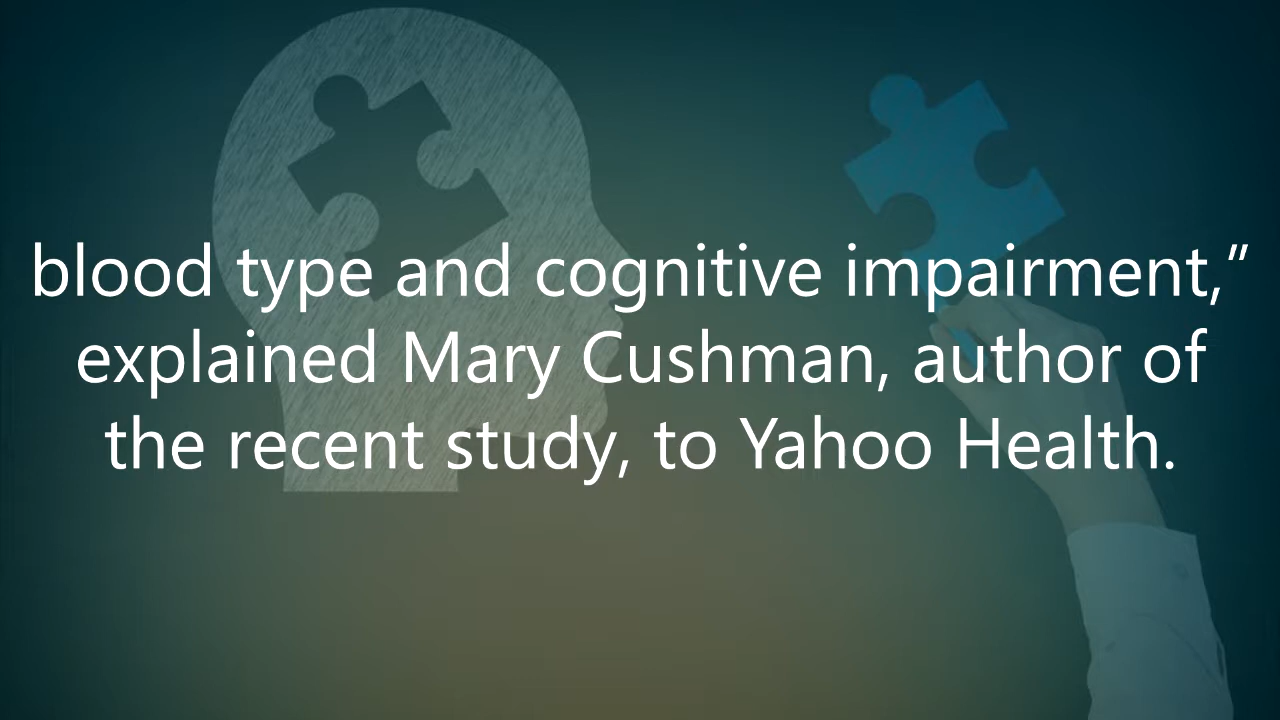 blood type and cognitive impairment,”
explained Mary Cushman, author of
the recent study, to Yahoo Health.